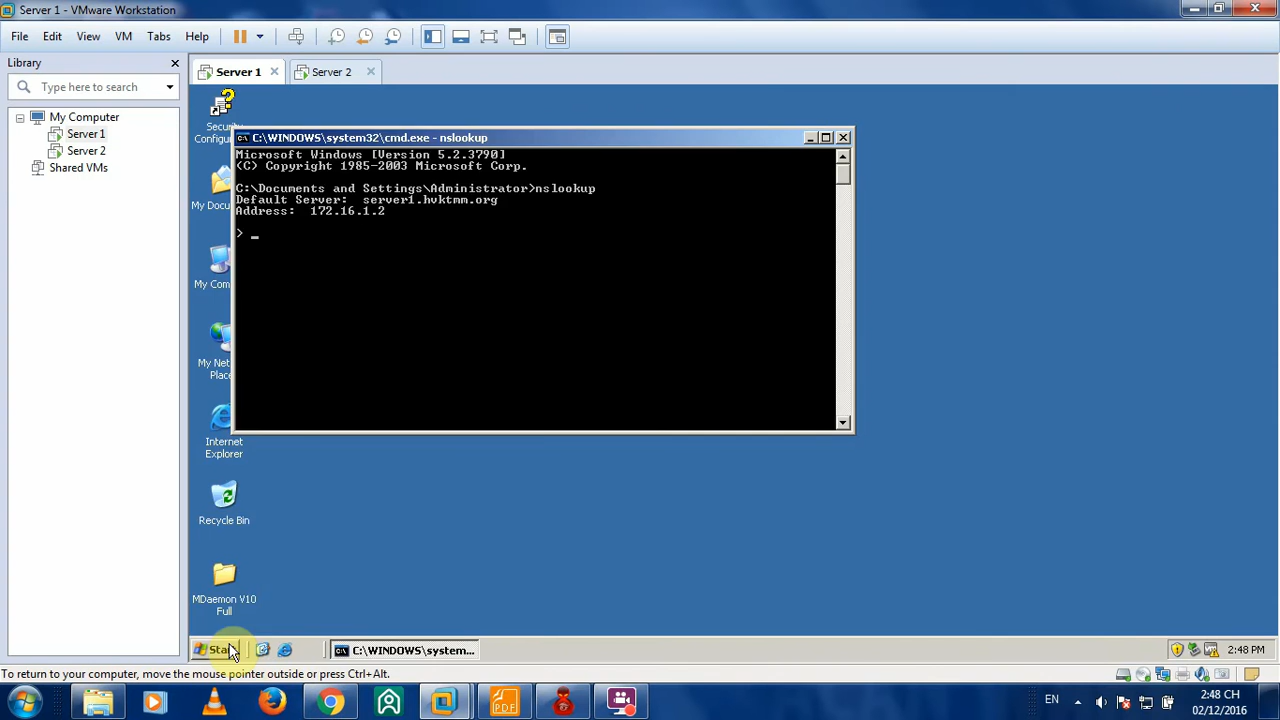 Server 1 - VMware Workstation
File Edit View VM Tabs Help
Library
Type here to search
My Computer
Server1
Server 2
Shared VMs
Server 1
Server 2
C:\WINDOWS\system32\cmd.exe - nslookup
Microsoft Windows [Version 5.2.3790]
(C) Copyright 1985-2003 Microsoft Corp.
C:\Documents and Settings\Administrator>nslookup
Default Server: server1.hvktmm.org
Address: 172.16.1.2
> _
Internet
Explorer
Recycle Bin
MDaemon V10
Full
C:\WINDOWS\system...
2:48 PM
To return to your computer, move the mouse pointer outside or press Ctrl+Alt.
PDF
EN
2:48 CH
02/12/2016